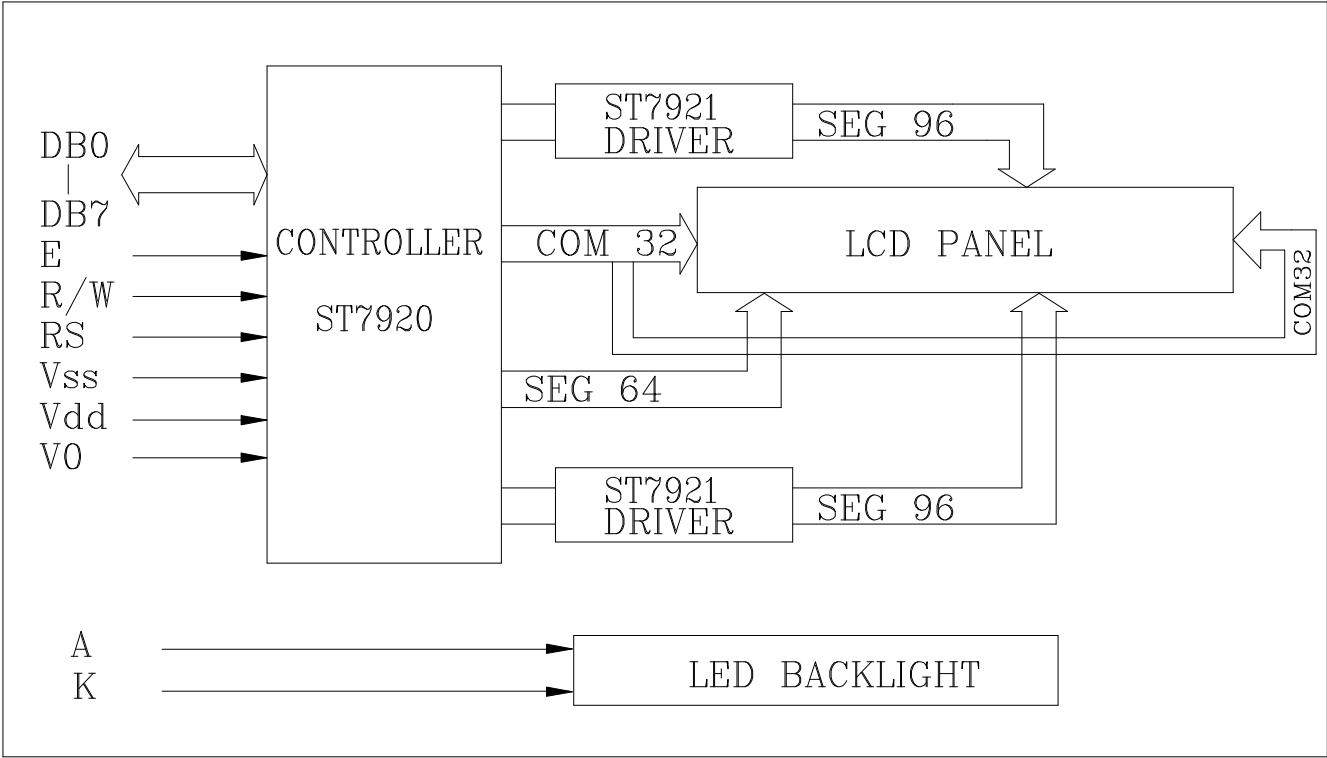 DB0
|
DB7
E
R/W
RS
Vss
Vdd
V0
CONTROLLER
ST7920
ST7921
DRIVER
SEG 96
COM 32
LCD PANEL
COM32
SEG 64
ST7921
DRIVER
SEG 96
A
K
LED BACKLIGHT